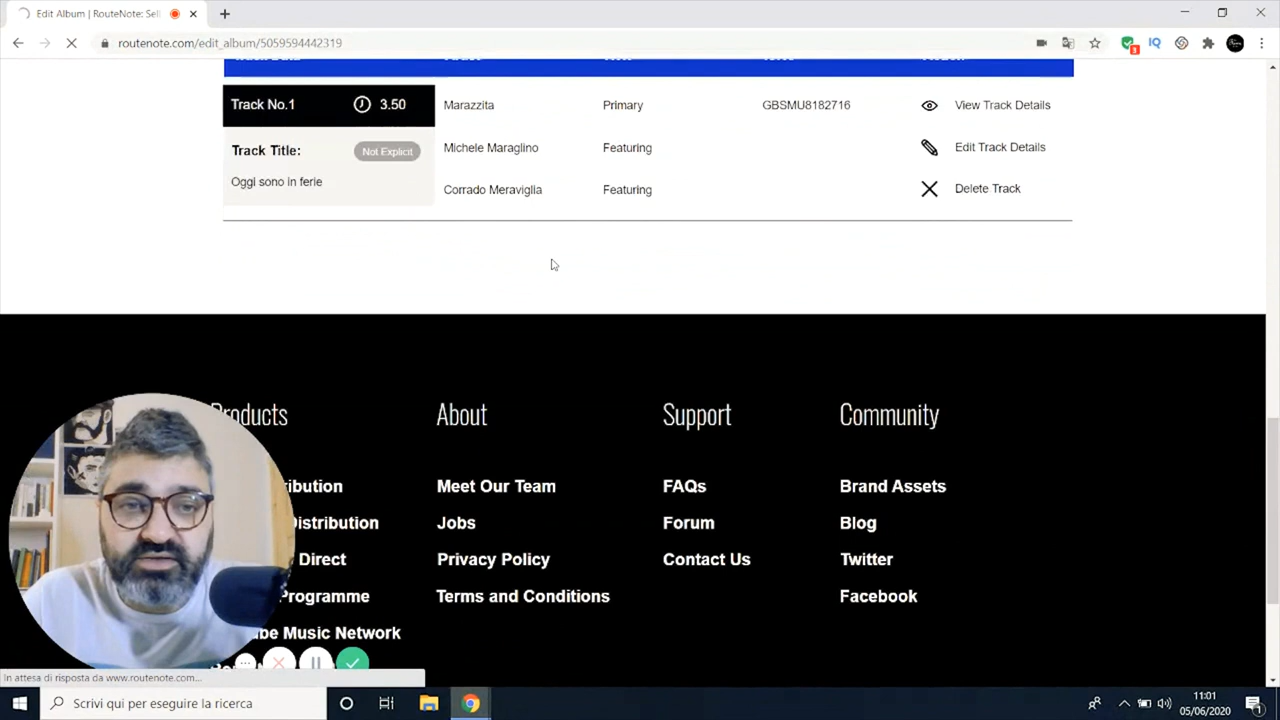 Edit Album | RouteNote: Sell
routenote.com/edit_album/5059594442319
3
Track No.1 3.50 Marazzita Primary GBSMU8182716 View Track Details
Track Title: Not Explicit Michele Maraglino Featuring Edit Track Details
Oggi sono in ferie Corrado Meraviglia Featuring Delete Track
Products About Support Community
Meet Our Team FAQs Brand Assets
Distribution Jobs Forum Blog
Direct Privacy Policy Contact Us Twitter
Programme Terms and Conditions Facebook
Music Network
In attesa di risposta da www.routenote.com...
Scrivi qui per eseguire la ricerca
11:01
05/06/2020
1